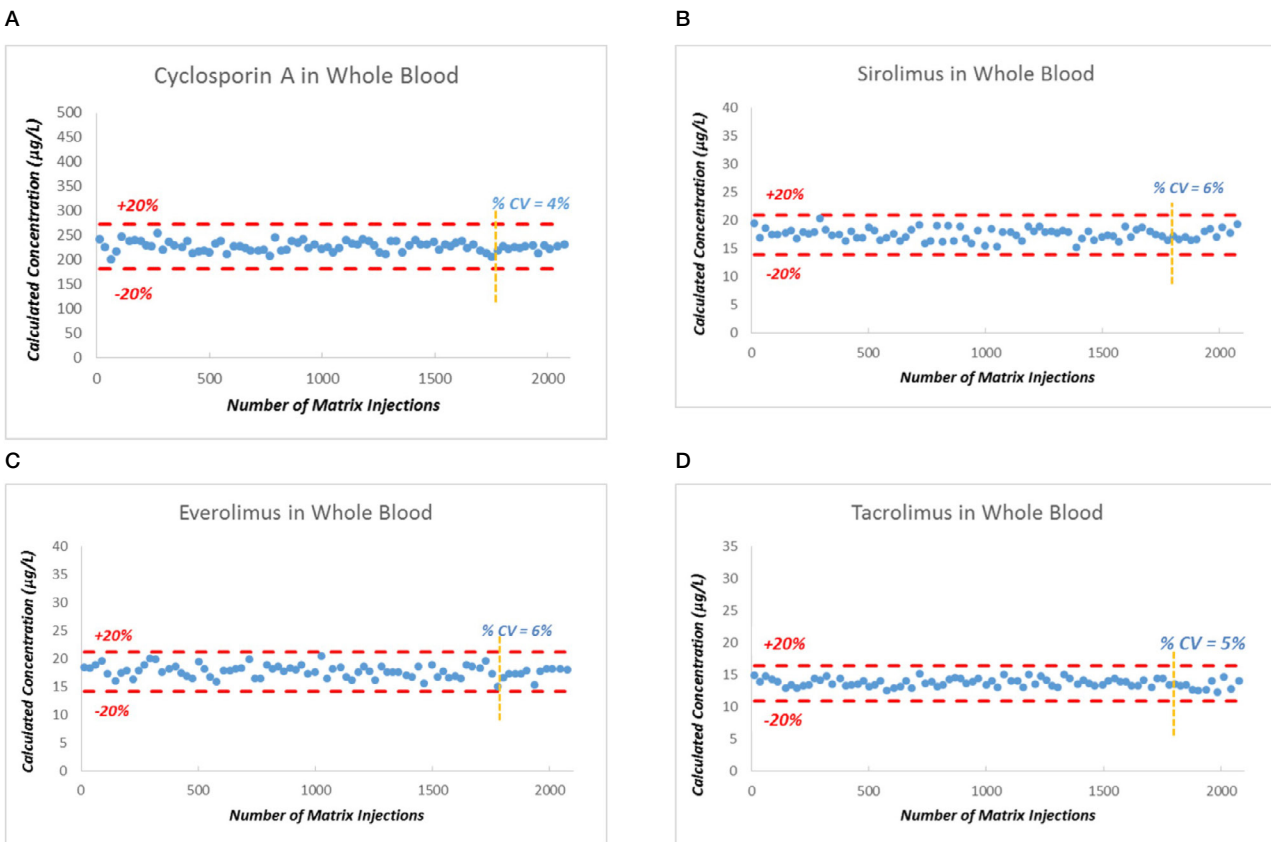 A
Cyclosporin A in Whole Blood
Calculated Concentration (µg/L)
500
450
400
350
300
250
200
150
100
50
0
+20%
-20%
% CV = 4%
0 500 1000 1500 2000
Number of Matrix Injections
B
Sirolimus in Whole Blood
Calculated Concentration (µg/L)
40
35
30
25
20
15
10
5
0
+20%
-20%
% CV = 6%
0 500 1000 1500 2000
Number of Matrix Injections
C
Everolimus in Whole Blood
Calculated Concentration (µg/L)
40
35
30
25
20
15
10
5
0
+20%
-20%
% CV = 6%
0 500 1000 1500 2000
Number of Matrix Injections
D
Tacrolimus in Whole Blood
Calculated Concentration (µg/L)
35
30
25
20
15
10
5
0
+20%
-20%
% CV = 5%
0 500 1000 1500 2000
Number of Matrix Injections